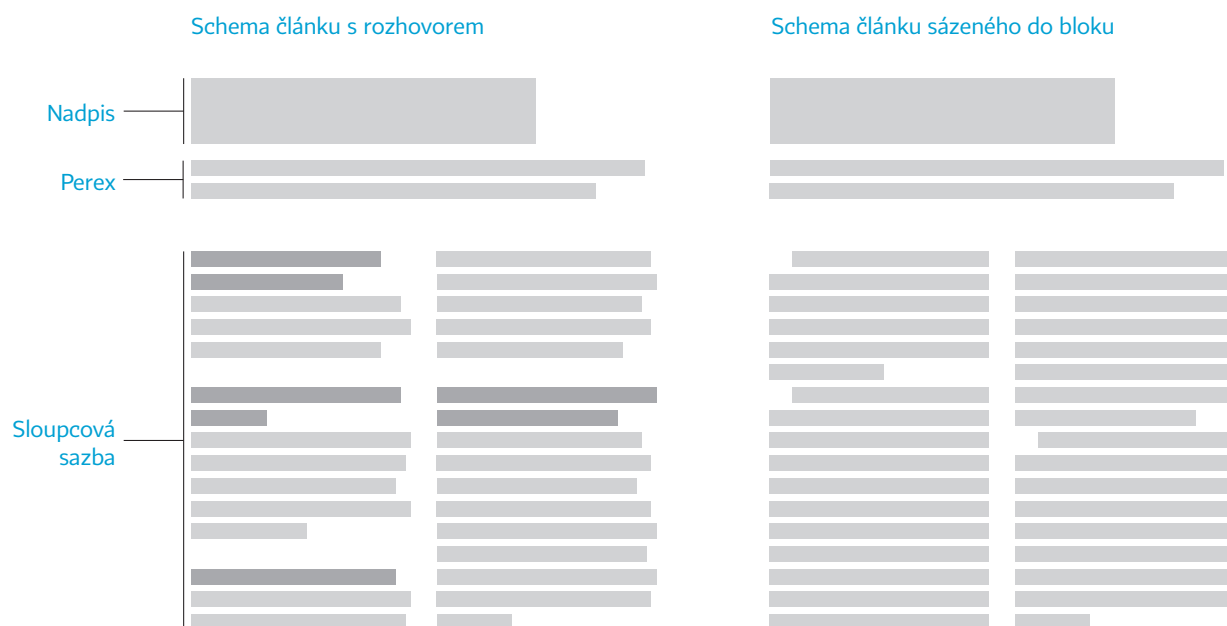 Schema článku s rozhovorem
Schema článku sázeného do bloku
Nadpis
Perex
Sloupcová
sazba